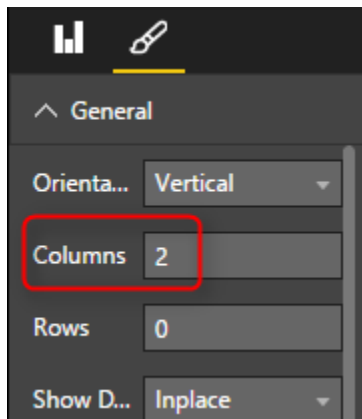 General
Orienta... Vertical
Columns 2
Rows 0
Show D... Inplace